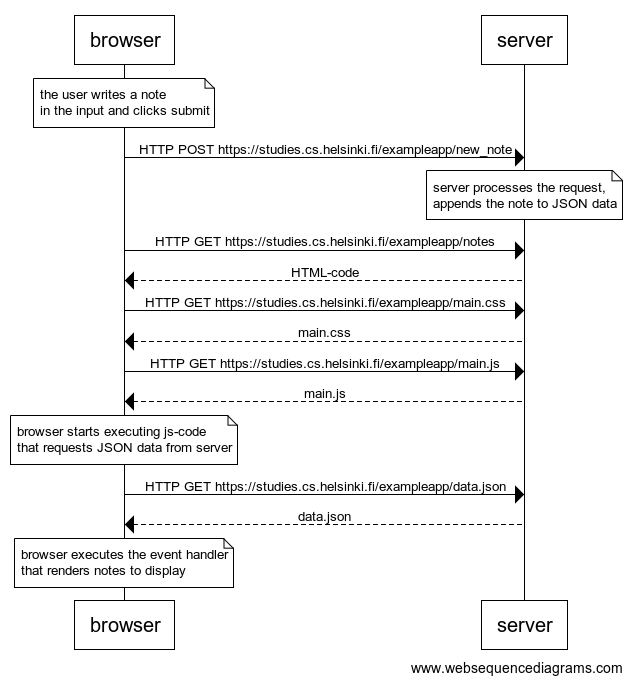 browser
server
the user writes a note
in the input and clicks submit
HTTP POST https://studies.cs.helsinki.fi/exampleapp/new_note
server processes the request,
appends the note to JSON data
HTTP GET https://studies.cs.helsinki.fi/exampleapp/notes
HTML-code
HTTP GET https://studies.cs.helsinki.fi/exampleapp/main.css
main.css
HTTP GET https://studies.cs.helsinki.fi/exampleapp/main.js
main.js
browser starts executing js-code
that requests JSON data from server
HTTP GET https://studies.cs.helsinki.fi/exampleapp/data.json
data.json
browser executes the event handler
that renders notes to display
browser
server
www.websequencediagrams.com